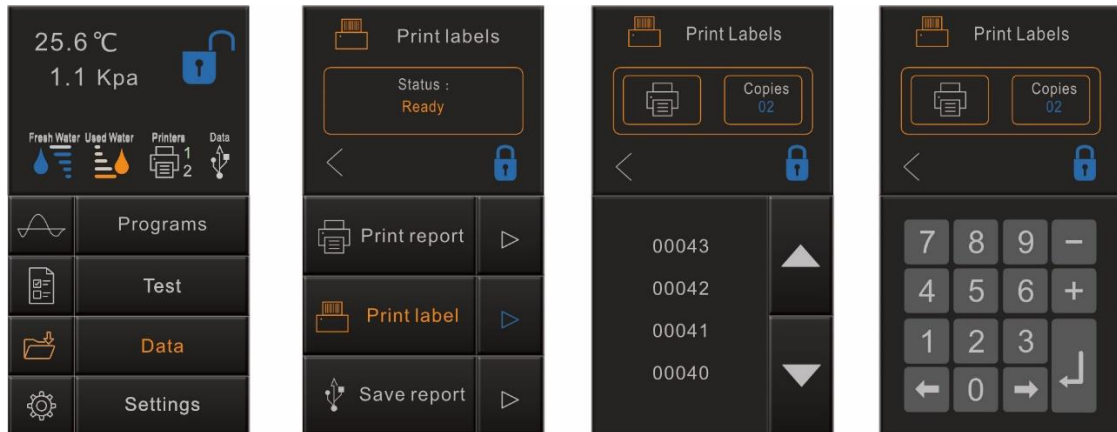 25.6 ℃
1.1 Kpa
Fresh Water Used Water Printers Data
1
2
Programs
Test
Data
Settings
Print labels
Status :
Ready
Print report
Print label
Save report
Print Labels
Copies
02
00043
00042
00041
00040
Print Labels
Copies
02
7 8 9 −
4 5 6 +
1 2 3
0